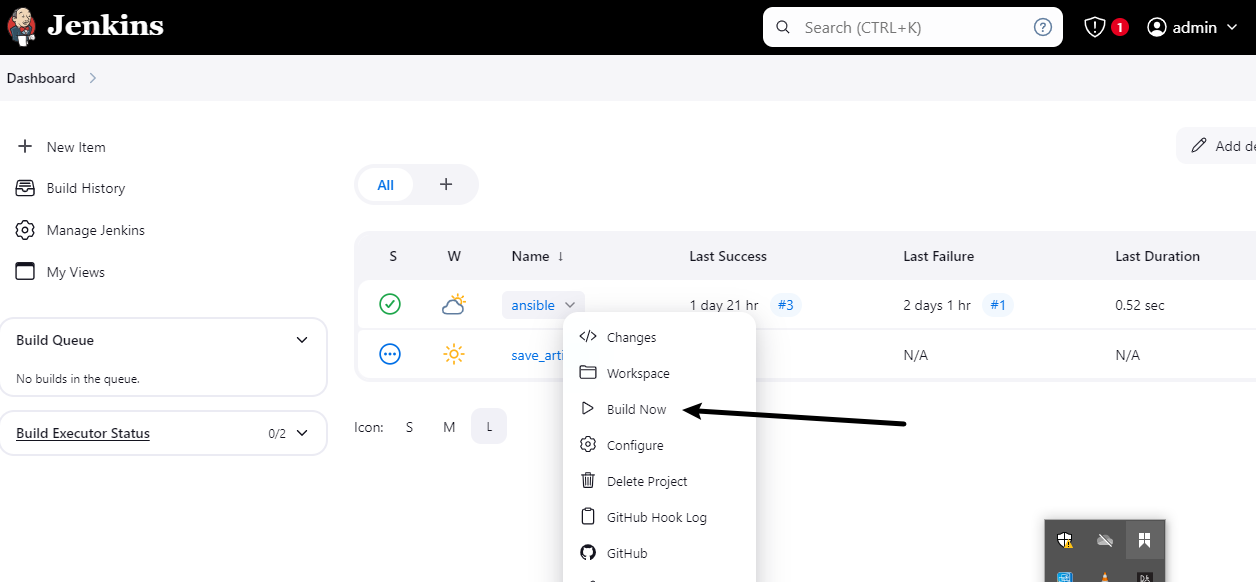 Jenkins
Search (CTRL+K)
1
admin
Dashboard
New Item
Build History
Manage Jenkins
My Views
Add de
All
S W Name ↓ Last Success Last Failure Last Duration
ansible 1 day 21 hr #3 2 days 1 hr #1 0.52 sec
save_arti N/A N/A
Build Queue
No builds in the queue.
Build Executor Status 0/2
Icon: S M L
Changes
Workspace
Build Now
Configure
Delete Project
GitHub Hook Log
GitHub